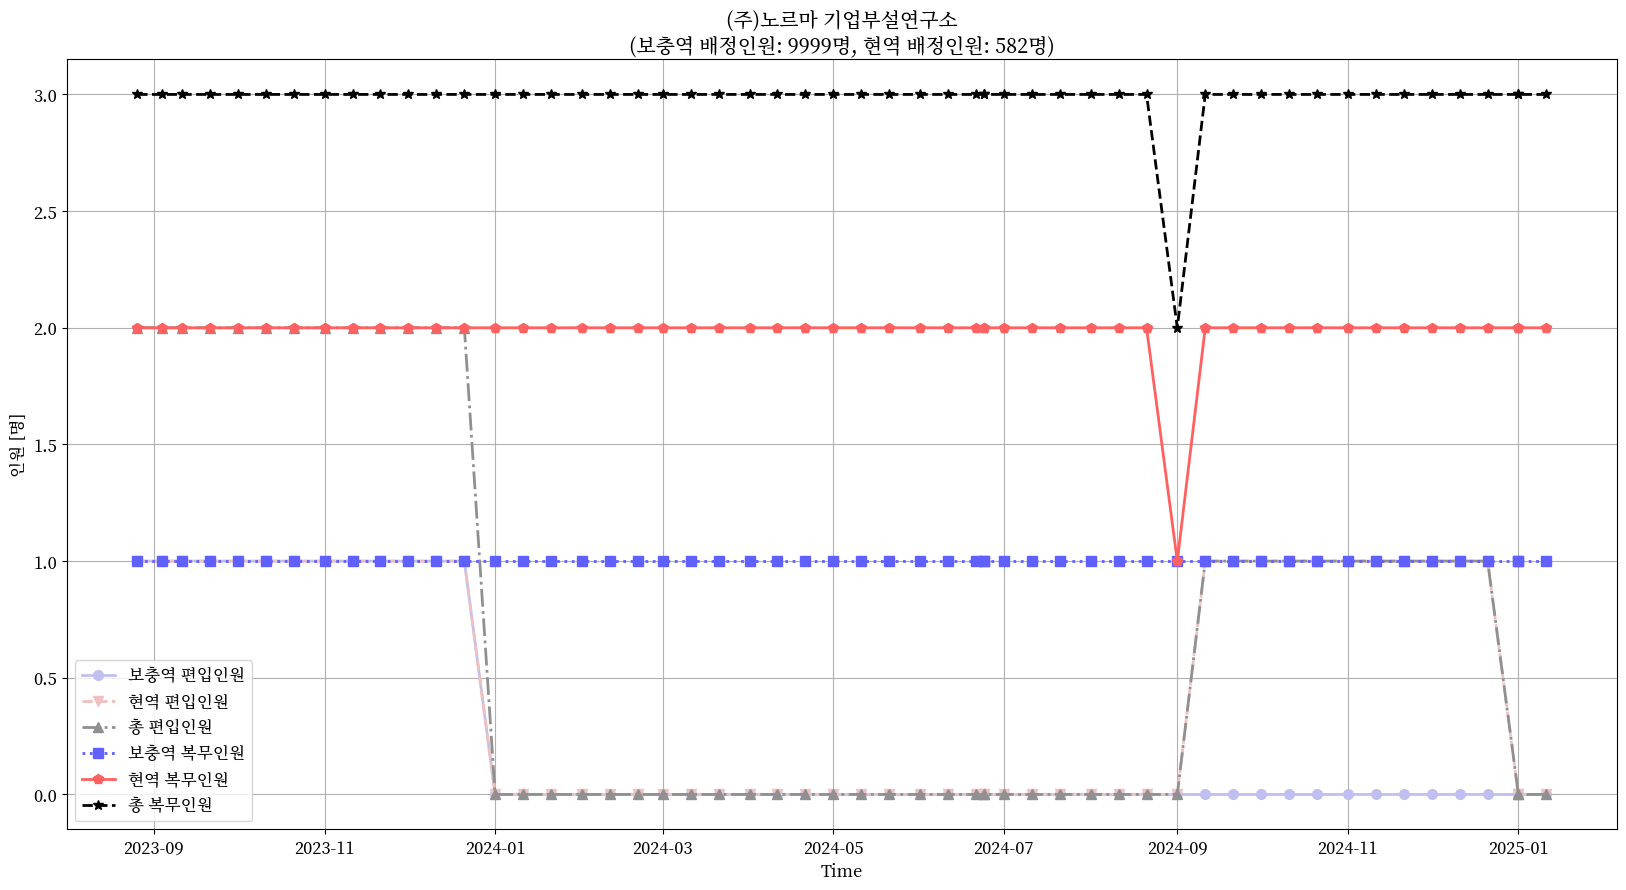 (주)노르마 기업부설연구소
(보충역 배정인원: 9999명, 현역 배정인원: 582명)
3.0
2.5
2.0
1.5
1.0
0.5
0.0
인원 [명]
보충역 편입인원
현역 편입인원
총 편입인원
보충역 복무인원
현역 복무인원
총 복무인원
2023-09 2023-11 2024-01 2024-03 2024-05 2024-07 2024-09 2024-11 2025-01
Time